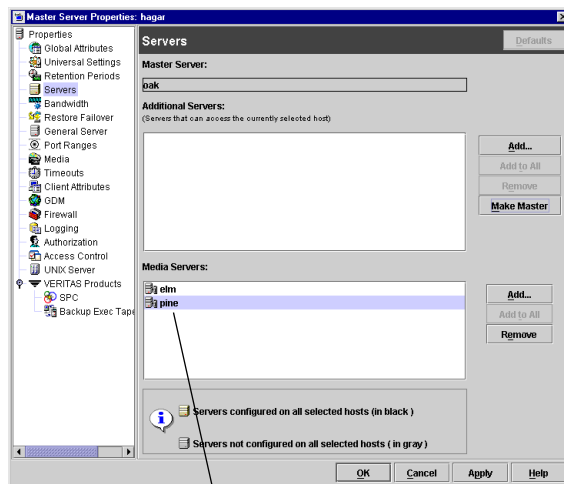 Master Server Properties: hagar
Properties
Global Attributes
Universal Settings
Retention Periods
Servers
Bandwidth
Restore Failover
General Server
Port Ranges
Media
Timeouts
Client Attributes
GDM
Firewall
Logging
Authorization
Access Control
UNIX Server
VERITAS Products
SPC
Backup Exec Tape
Servers
Defaults
Master Server:
oak
Additional Servers:
(Servers that can access the currently selected host)
Add...
Add to All
Remove
Make Master
Media Servers:
elm
pine
Add...
Add to All
Remove
Servers configured on all selected hosts (in black )
Servers not configured on all selected hosts ( in gray )
OK Cancel Apply Help